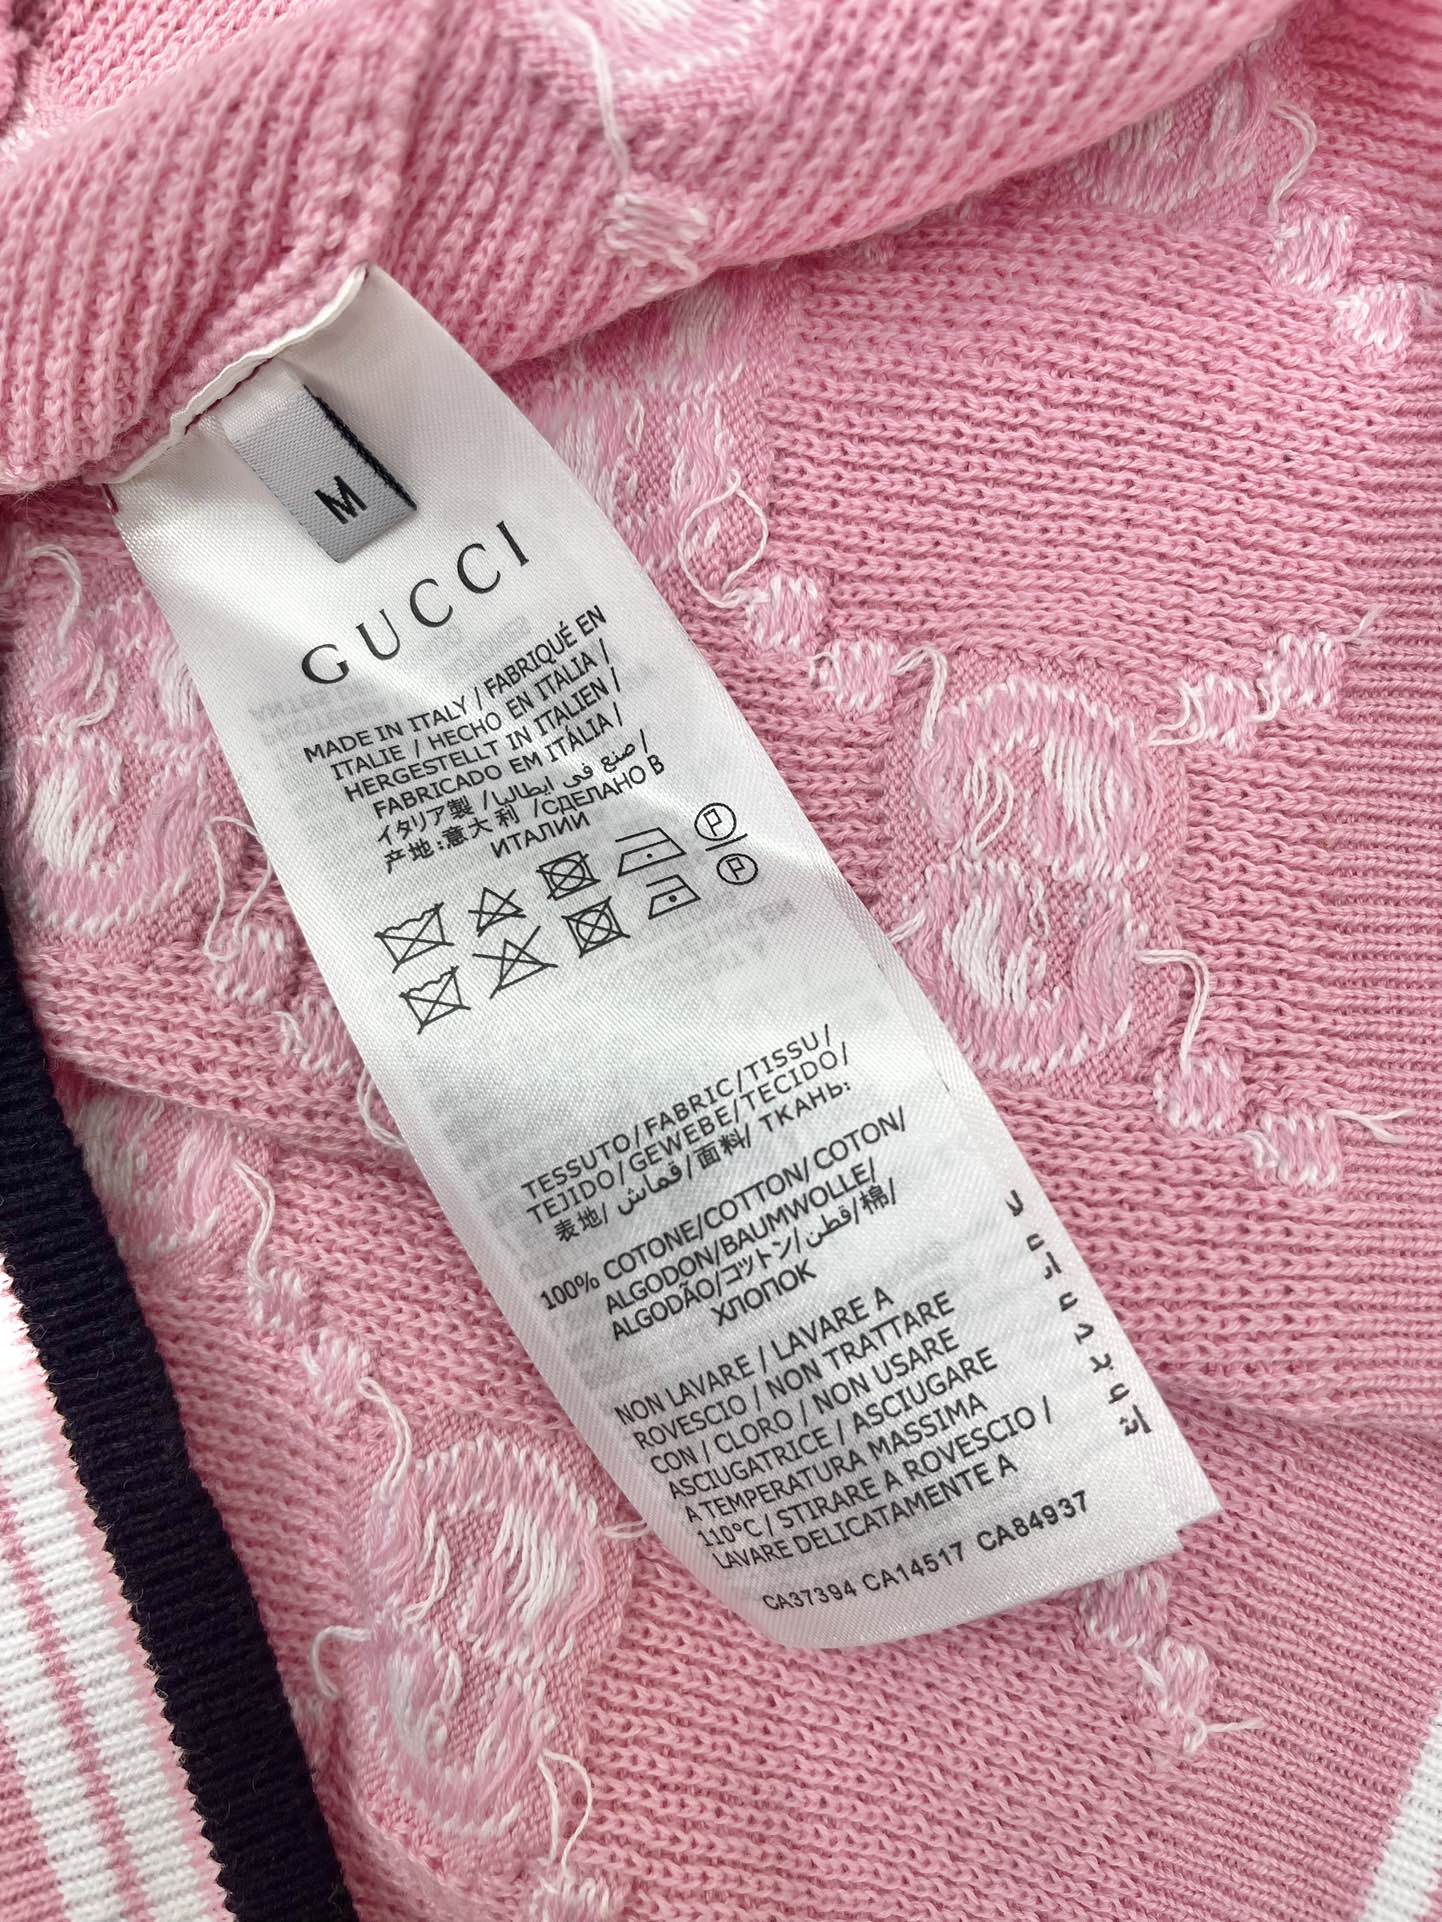 M
GUCCI
MADE IN ITALY / FABRIQUÉ EN
ITALIE / HECHO EN ITALIA /
HERGESTELLT IN ITALIEN /
FABRICADO EM ITÁLIA /
イタリア製 / صنع في ايطاليا /
产地:意大利 /СДЕЛАНО В
ИТАЛИИ
P
P
TESSUTO/FABRIC/TISSU/
TEJIDO/GEWEBE/TECIDO/
表地/ قماش /面料/ ТКАНЬ:
100% COTONE/COTTON/COTON/
ALGODON/BAUMWOLLE/
ALGODÃO/コットン/قطن/棉/
ХЛОПОК
NON LAVARE / LAVARE A
ROVESCIO / NON TRATTARE
CON / CLORO / NON USARE
ASCIUGATRICE / ASCIUGARE
A TEMPERATURA MASSIMA
110°C / STIRARE A ROVESCIO /
LAVARE DELICATAMENTE A
CA37394 CA14517 CA84937